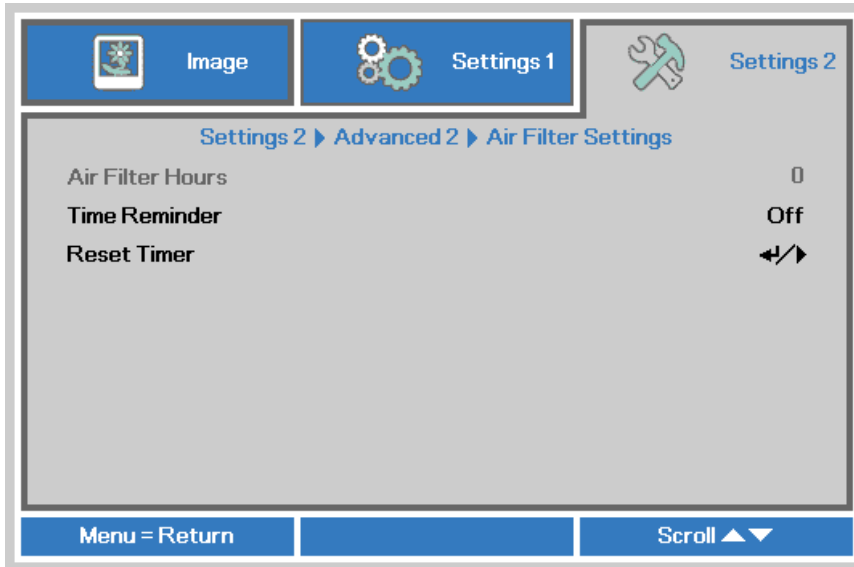 Image Settings 1 Settings 2
Settings 2 ▶ Advanced 2 ▶ Air Filter Settings
Air Filter Hours 0
Time Reminder Off
Reset Timer ↵/▶
Menu = Return Scroll ▲▼